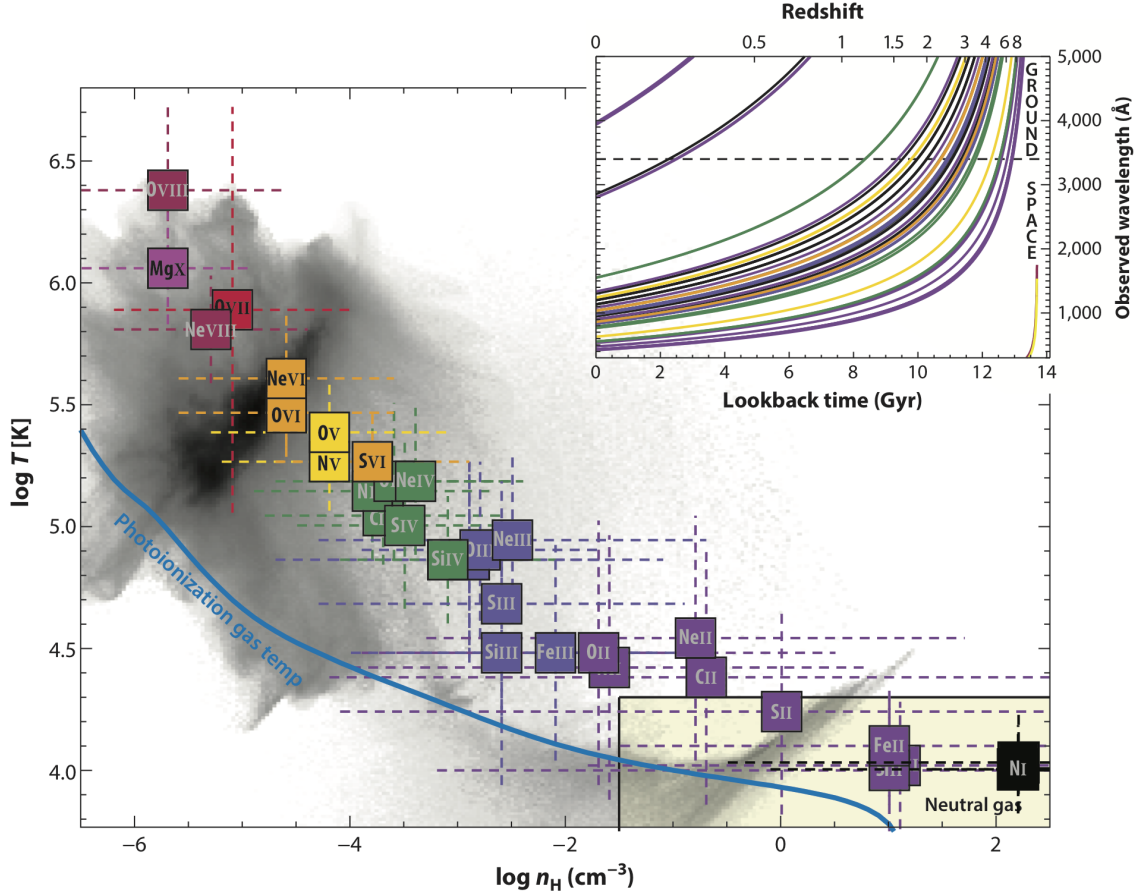 Redshift
0 0.5 1 1.5 2 3 4 6 8
5,000
4,000
3,000
2,000
1,000
Observed wavelength (Å)
GROUND
SPACE
0 2 4 6 8 10 12 14
Lookback time (Gyr)
6.5
6.0
5.5
5.0
4.5
4.0
log T [K]
OVIII
MgX
OVII
NeVIII
NeVI
OVI
OV
NV
SVI
NeIV
SIV
SiIV
NeIII
OIII
SIII
SiIII
FeIII
OII
NeII
CII
SII
FeII
NI
Photoionization gas temp
Neutral gas
−6 −4 −2 0 2
log nH (cm−3)